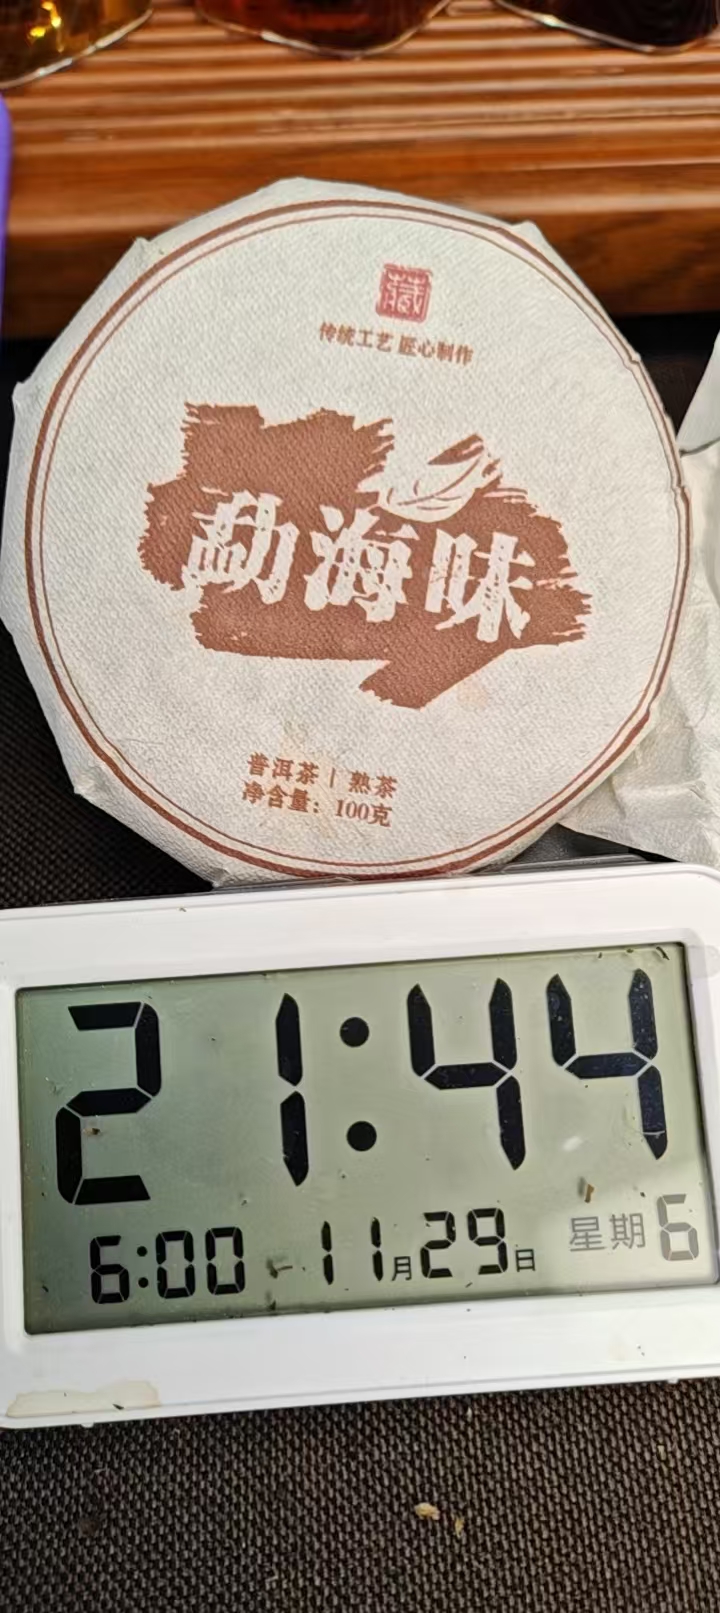 藏
传统工艺 匠心制作
勐海味
普洱茶 | 熟茶
净含量：100克
21:44
6:00 11月29日 星期6